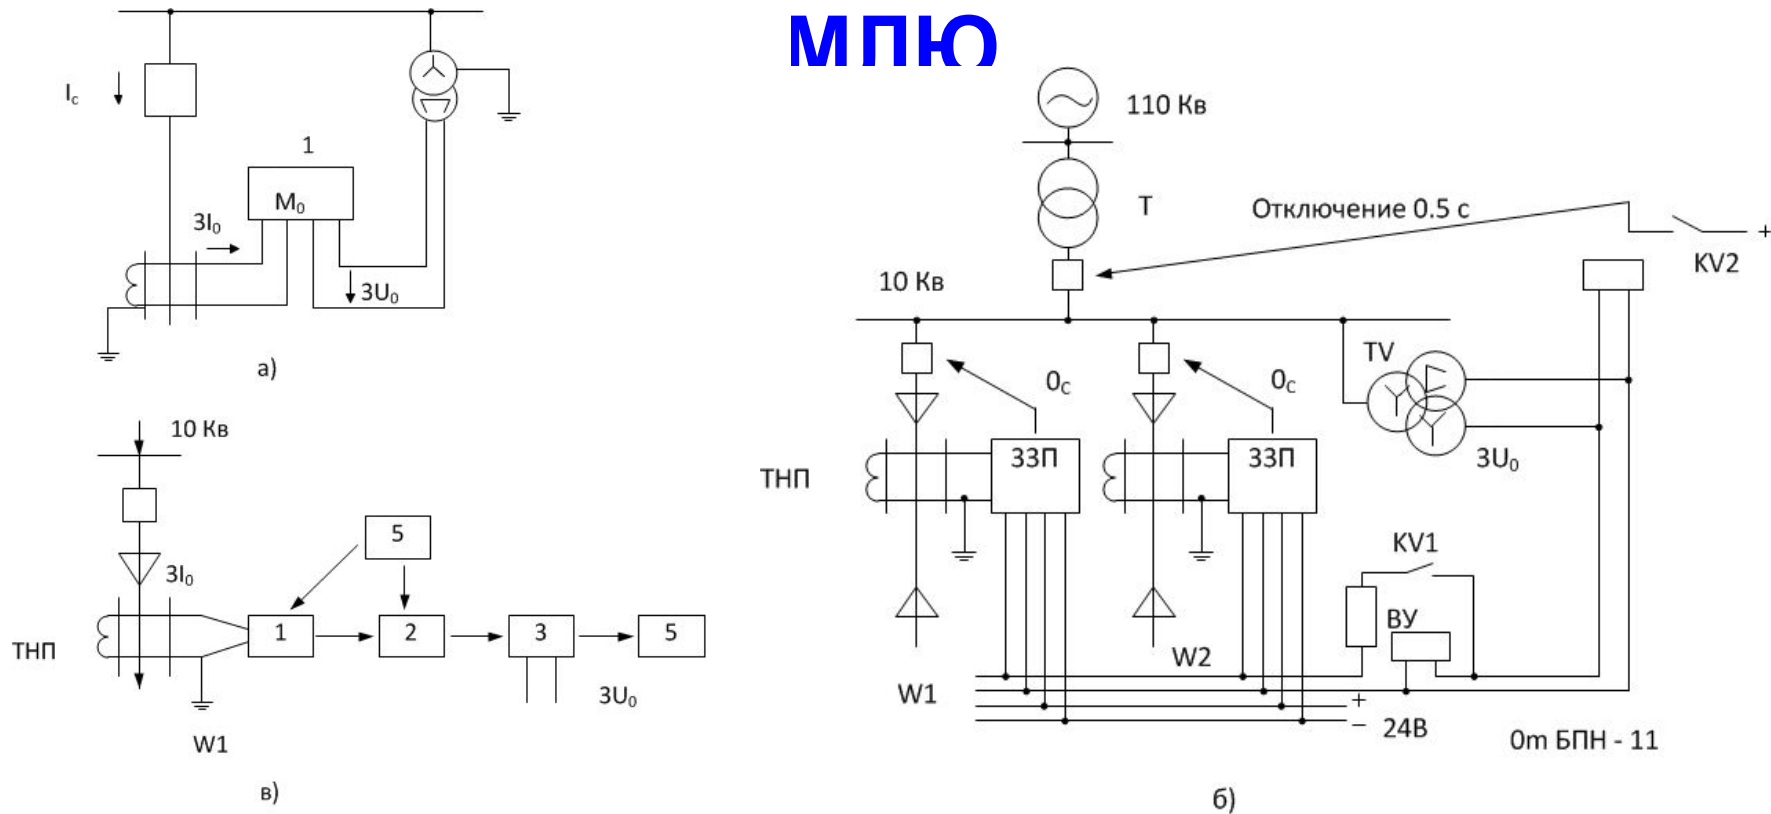 МПЮ
Iс
1
М0
3I0
3U0
а)
110 Кв
Т
Отключение 0.5 с
+
KV2
10 Кв
TV
0С
0С
ЗЗП
ЗЗП
ТНП
3U0
KV1
ВУ
W2
W1
+
–
24В
0m БПН - 11
б)
10 Кв
5
3I0
ТНП
1
2
3
5
3U0
W1
в)